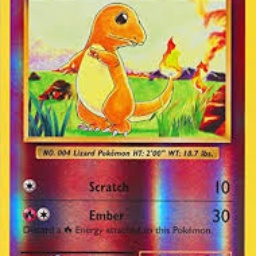 NO. 004 Lizard Pokémon HT: 2'00" WT: 18.7 lbs.
Scratch 10
Ember 30
Discard a Energy attached to this Pokémon.